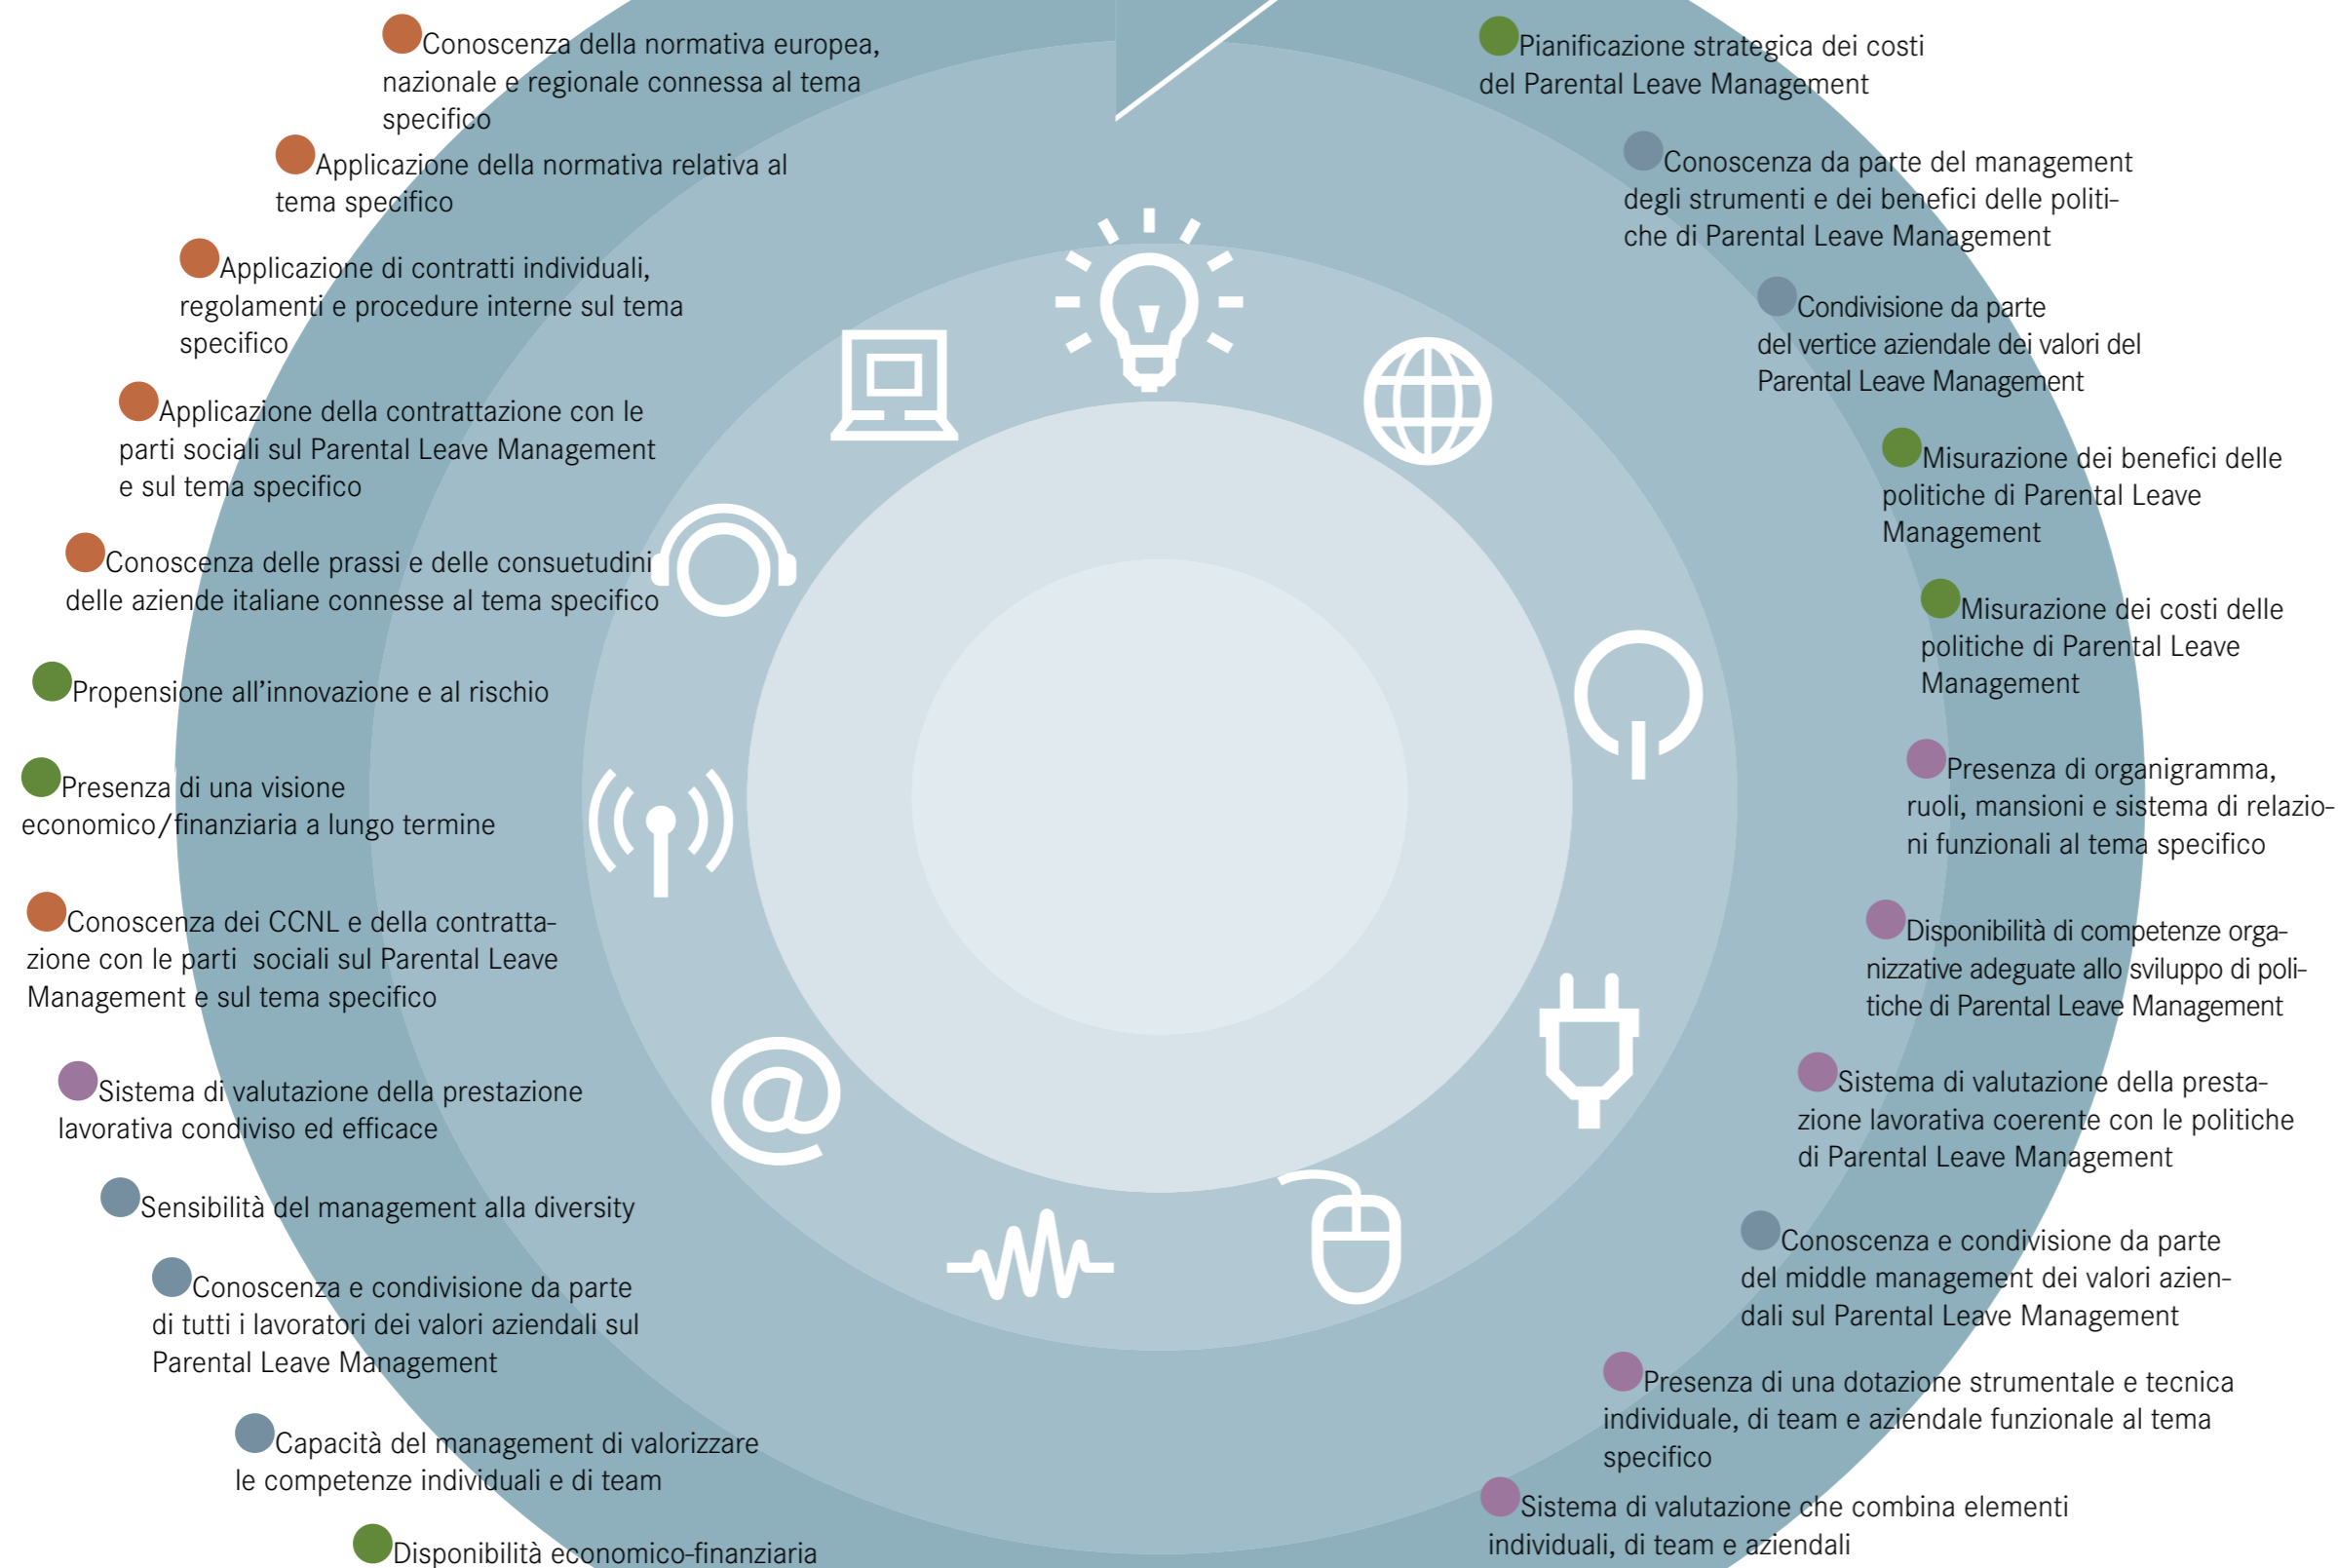 Conoscenza della normativa europea,
nazionale e regionale connessa al tema
specifico
Applicazione della normativa relativa al
tema specifico
Applicazione di contratti individuali,
regolamenti e procedure interne sul tema
specifico
Applicazione della contrattazione con le
parti sociali sul Parental Leave Management
e sul tema specifico
Conoscenza delle prassi e delle consuetudini
delle aziende italiane connesse al tema specifico
Propensione all'innovazione e al rischio
Presenza di una visione
economico/finanziaria a lungo termine
Conoscenza dei CCNL e della contratta-
zione con le parti sociali sul Parental Leave
Management e sul tema specifico
Sistema di valutazione della prestazione
lavorativa condiviso ed efficace
Sensibilità del management alla diversity
Conoscenza e condivisione da parte
di tutti i lavoratori dei valori aziendali sul
Parental Leave Management
Capacità del management di valorizzare
le competenze individuali e di team
Disponibilità economico-finanziaria
Pianificazione strategica dei costi
del Parental Leave Management
Conoscenza da parte del management
degli strumenti e dei benefici delle politi-
che di Parental Leave Management
Condivisione da parte
del vertice aziendale dei valori del
Parental Leave Management
Misurazione dei benefici delle
politiche di Parental Leave
Management
Misurazione dei costi delle
politiche di Parental Leave
Management
Presenza di organigramma,
ruoli, mansioni e sistema di relazio-
ni funzionali al tema specifico
Disponibilità di competenze orga-
nizzative adeguate allo sviluppo di poli-
tiche di Parental Leave Management
Sistema di valutazione della presta-
zione lavorativa coerente con le politiche
di Parental Leave Management
Conoscenza e condivisione da parte
del middle management dei valori azien-
dali sul Parental Leave Management
Presenza di una dotazione strumentale e tecnica
individuale, di team e aziendale funzionale al tema
specifico
Sistema di valutazione che combina elementi
individuali, di team e aziendali